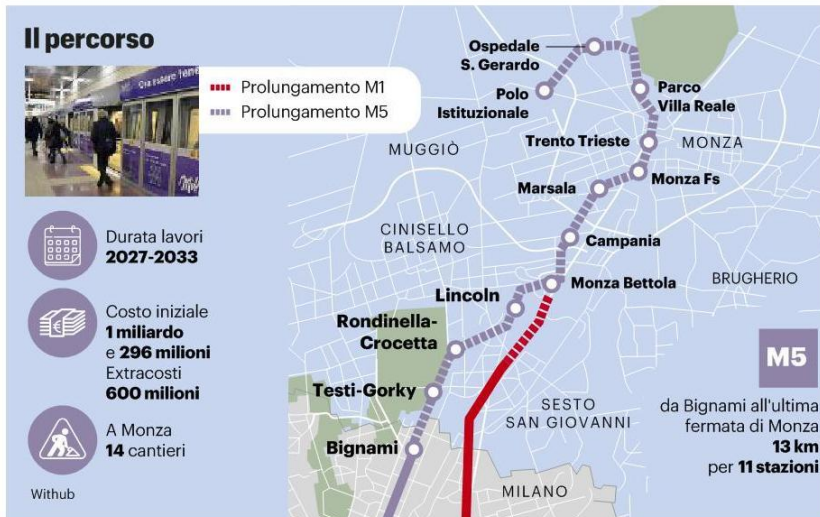 Il percorso
Prolungamento M1
Prolungamento M5
Durata lavori
2027-2033
Costo iniziale
1 miliardo
e 296 milioni
Extracosti
600 milioni
A Monza
14 cantieri
Withub
Ospedale
S. Gerardo
Polo
Istituzionale
Parco
Villa Reale
Trento Trieste
MONZA
MUGGIÒ
Marsala
Monza Fs
CINISELLO
BALSAMO
Campania
Monza Bettola
BRUGHERIO
Lincoln
Rondinella-
Crocetta
Testi-Gorky
Bignami
SESTO
SAN GIOVANNI
MILANO
M5
da Bignami all'ultima
fermata di Monza
13 km
per 11 stazioni